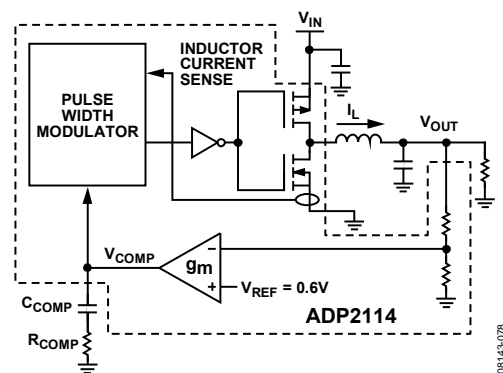 VIN
INDUCTOR
CURRENT
SENSE
PULSE
WIDTH
MODULATOR
IL
VOUT
VCOMP
gm
–
+
VREF = 0.6V
CCOMP
RCOMP
ADP2114
08143-078